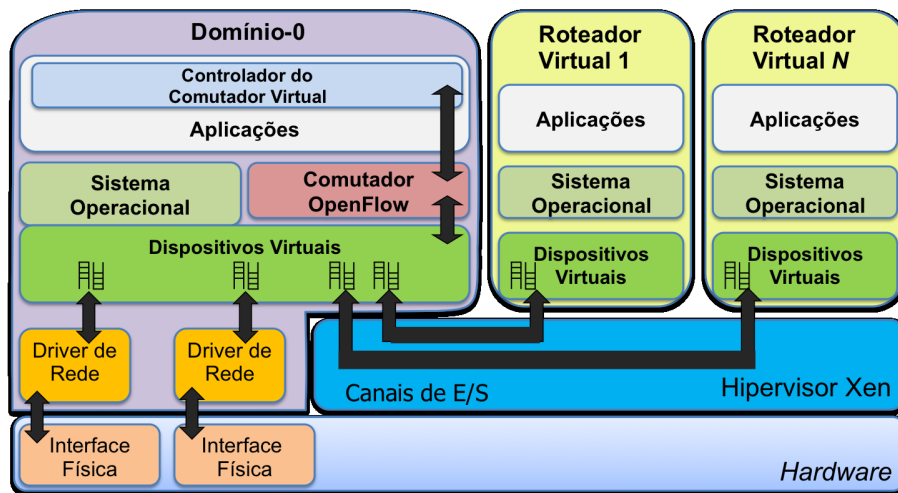 Domínio-0
Controlador do
Comutador Virtual
Aplicações
Sistema
Operacional
Comutador
OpenFlow
Dispositivos Virtuais
Driver de
Rede
Driver de
Rede
Interface
Física
Interface
Física
Roteador
Virtual 1
Aplicações
Sistema
Operacional
Dispositivos
Virtuais
Roteador
Virtual N
Aplicações
Sistema
Operacional
Dispositivos
Virtuais
Canais de E/S
Hipervisor Xen
Hardware